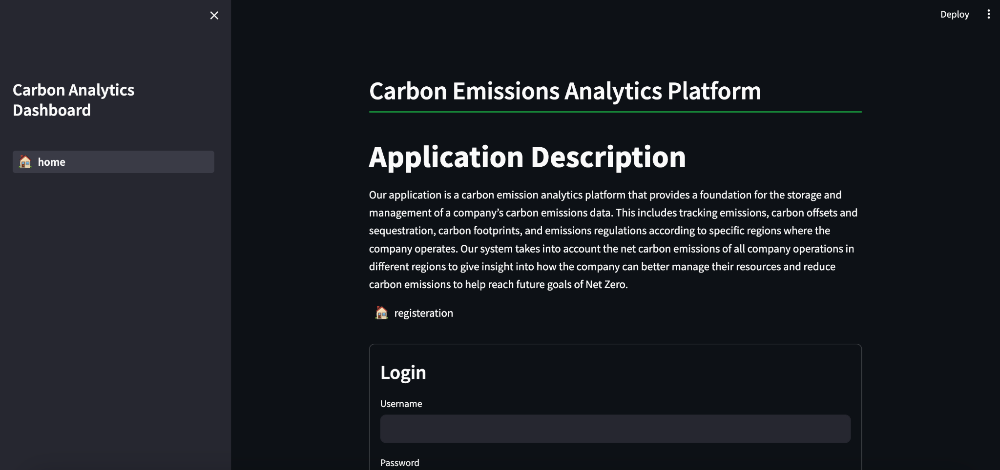 Deploy
Carbon Analytics
Dashboard
home
Carbon Emissions Analytics Platform
Application Description
Our application is a carbon emission analytics platform that provides a foundation for the storage and
management of a company’s carbon emissions data. This includes tracking emissions, carbon offsets and
sequestration, carbon footprints, and emissions regulations according to specific regions where the
company operates. Our system takes into account the net carbon emissions of all company operations in
different regions to give insight into how the company can better manage their resources and reduce
carbon emissions to help reach future goals of Net Zero.
registeration
Login
Username
Password